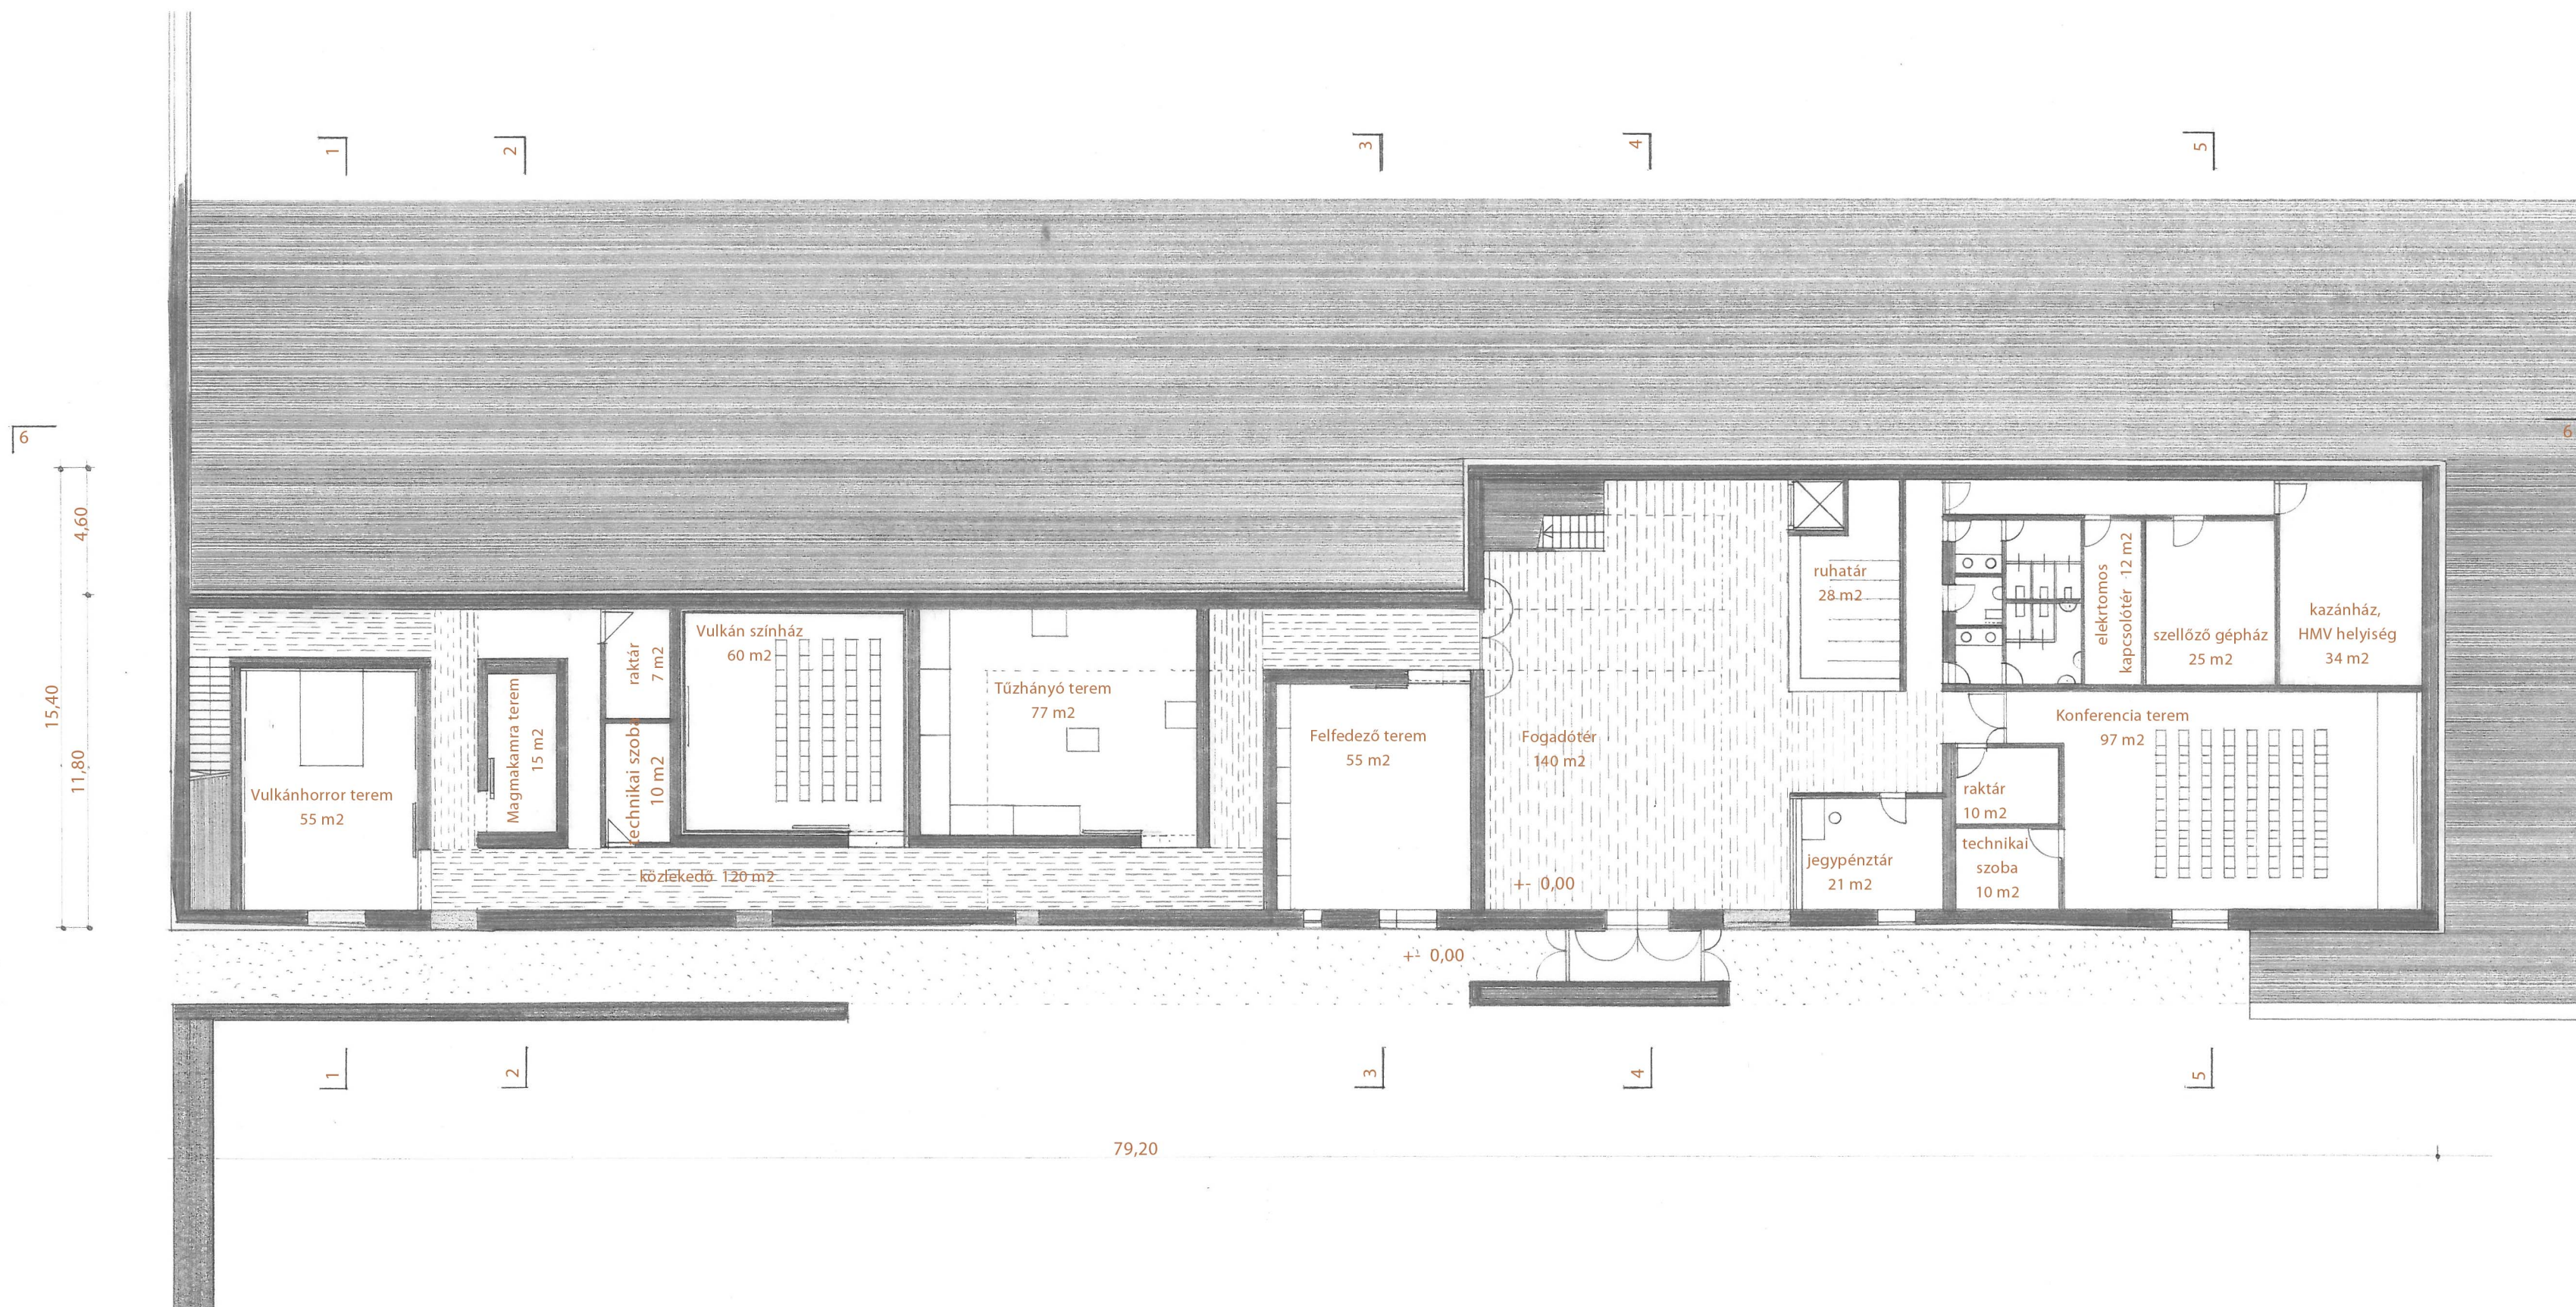 1
2
3
4
5
6
6
4,60
15,40
11,80
Vulkánhorror terem
55 m2
Magmakamra terem
15 m2
raktár
7 m2
technikai szoba
10 m2
Vulkán színház
60 m2
Tűzhányó terem
77 m2
közlekedő 120 m2
Felfedező terem
55 m2
Fogadótér
140 m2
+- 0,00
ruhatár
28 m2
jegypénztár
21 m2
elekrtomos
kapcsolótér 12 m2
szellőző gépház
25 m2
kazánház,
HMV helyiség
34 m2
Konferencia terem
97 m2
raktár
10 m2
technikai
szoba
10 m2
+- 0,00
1
2
3
4
5
79,20